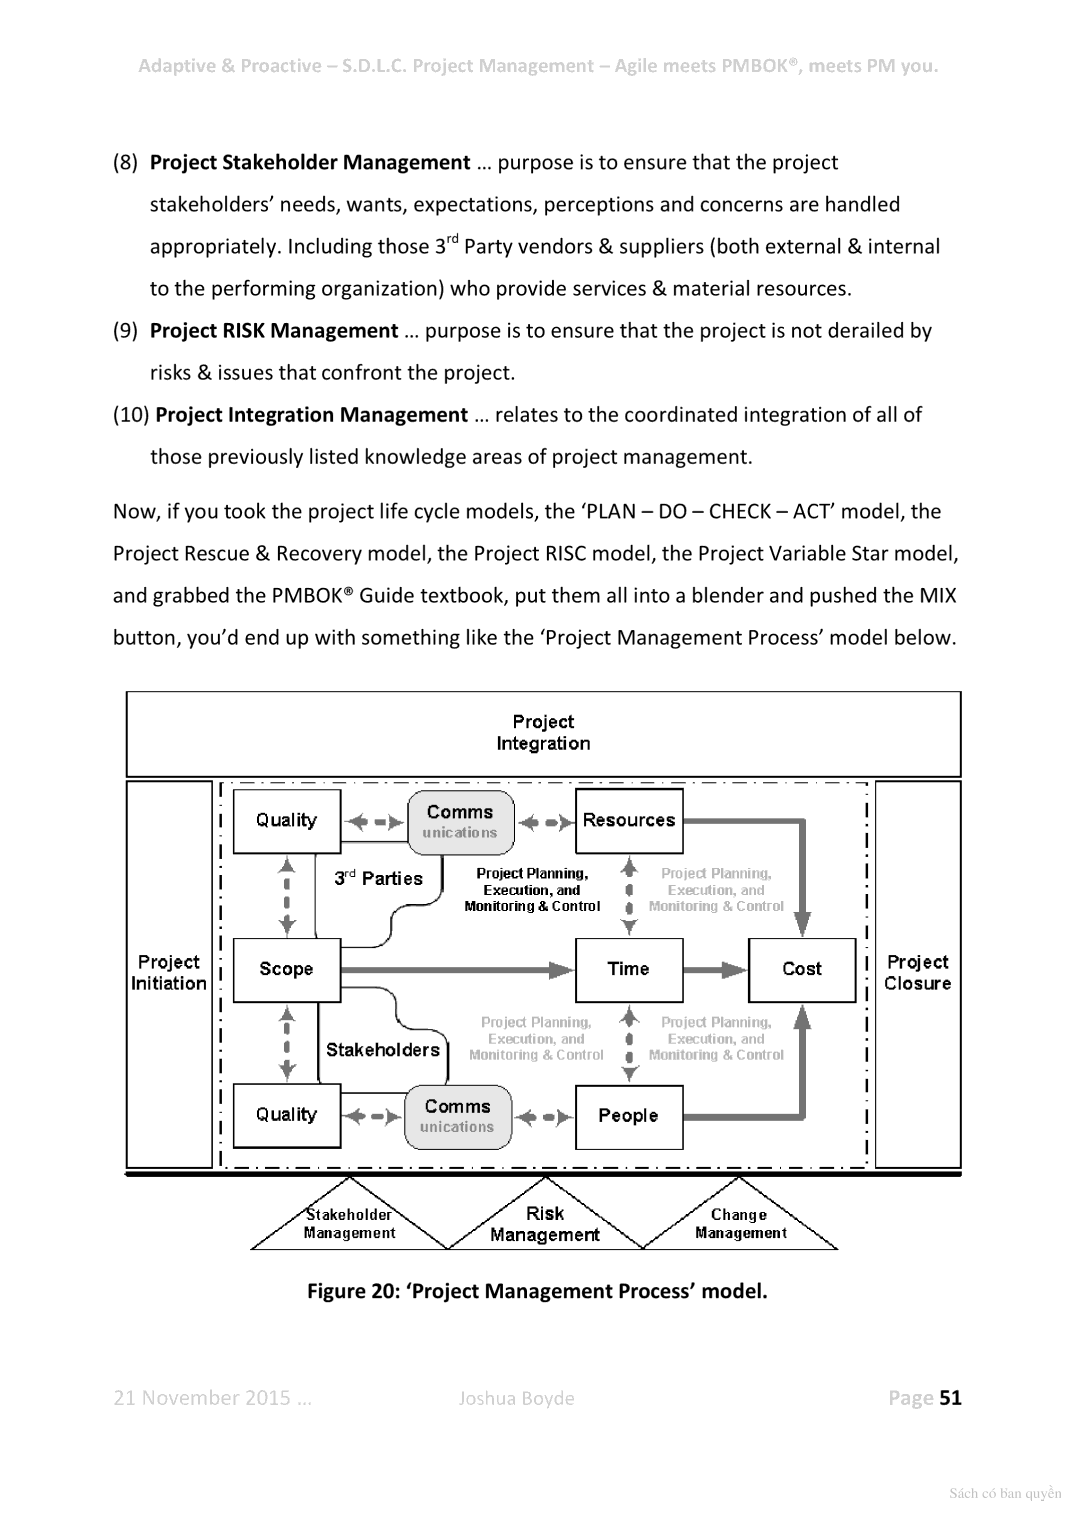 Adaptive & Proactive – S.D.L.C. Project Management – Agile meets PMBOK®, meets PM you.
(8) Project Stakeholder Management … purpose is to ensure that the project
stakeholders’ needs, wants, expectations, perceptions and concerns are handled
appropriately. Including those 3rd Party vendors & suppliers (both external & internal
to the performing organization) who provide services & material resources.
(9) Project RISK Management … purpose is to ensure that the project is not derailed by
risks & issues that confront the project.
(10) Project Integration Management … relates to the coordinated integration of all of
those previously listed knowledge areas of project management.
Now, if you took the project life cycle models, the ‘PLAN – DO – CHECK – ACT’ model, the
Project Rescue & Recovery model, the Project RISC model, the Project Variable Star model,
and grabbed the PMBOK® Guide textbook, put them all into a blender and pushed the MIX
button, you’d end up with something like the ‘Project Management Process’ model below.
Project
Integration
Project
Initiation
Quality
Comms
unications
Resources
3rd Parties
Project Planning,
Execution, and
Monitoring & Control
Project Planning,
Execution, and
Monitoring & Control
Scope
Time
Cost
Project
Closure
Stakeholders
Project Planning,
Execution, and
Monitoring & Control
Project Planning,
Execution, and
Monitoring & Control
Quality
Comms
unications
People
Stakeholder
Management
Risk
Management
Change
Management
Figure 20: ‘Project Management Process’ model.
21 November 2015 … Joshua Boyde Page 51
Sách có bản quyền